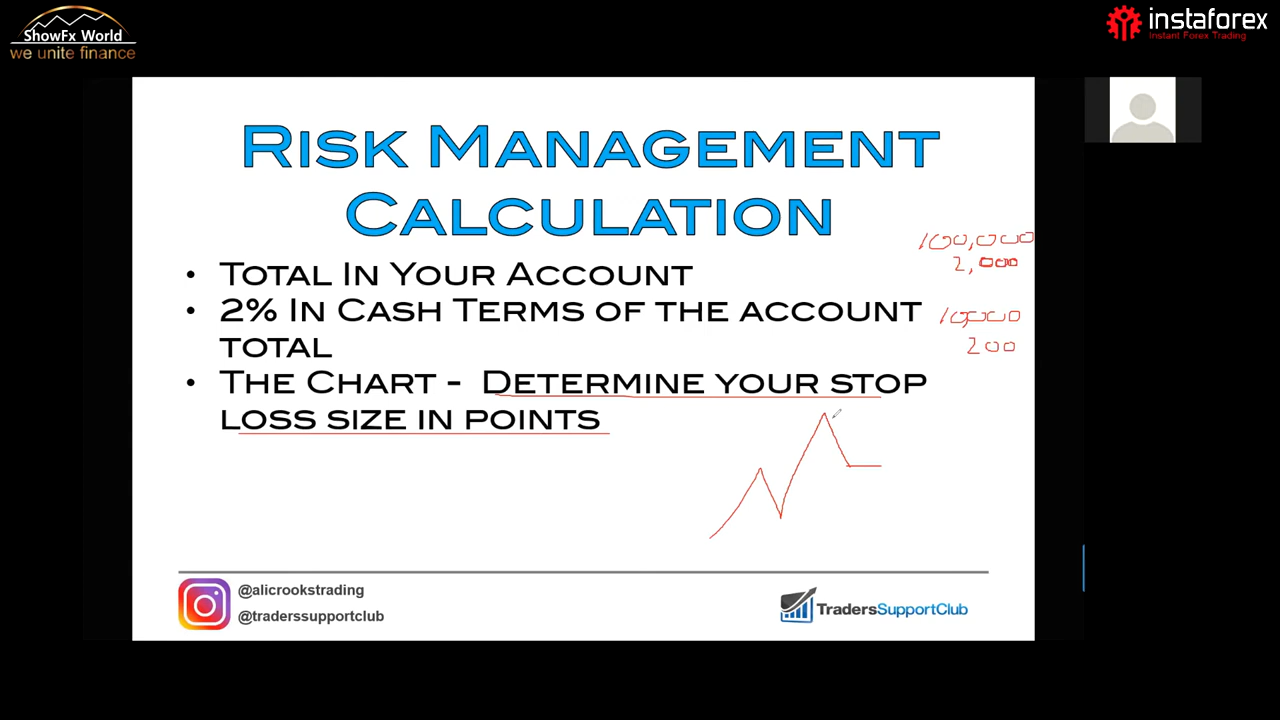 ShowFx World
we unite finance
instaforex
Instant Forex Trading
RISK MANAGEMENT
CALCULATION
• TOTAL IN YOUR ACCOUNT
• 2% IN CASH TERMS OF THE ACCOUNT
TOTAL
• THE CHART - DETERMINE YOUR STOP
LOSS SIZE IN POINTS
100,000
2,000
10,000
200
@alicrookstrading
@traderssupportclub
TradersSupportClub